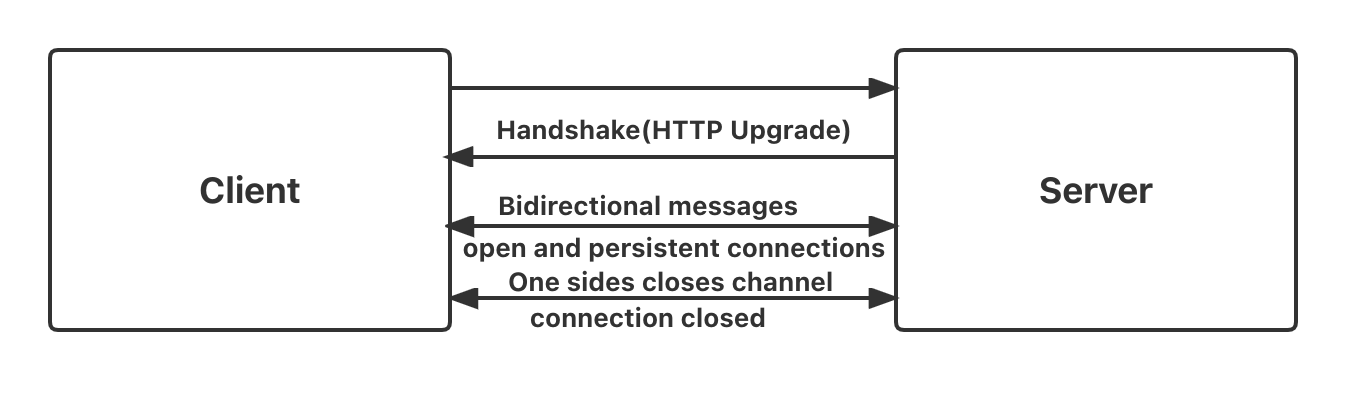 Handshake(HTTP Upgrade)
Client
Server
Bidirectional messages
open and persistent connections
One sides closes channel
connection closed